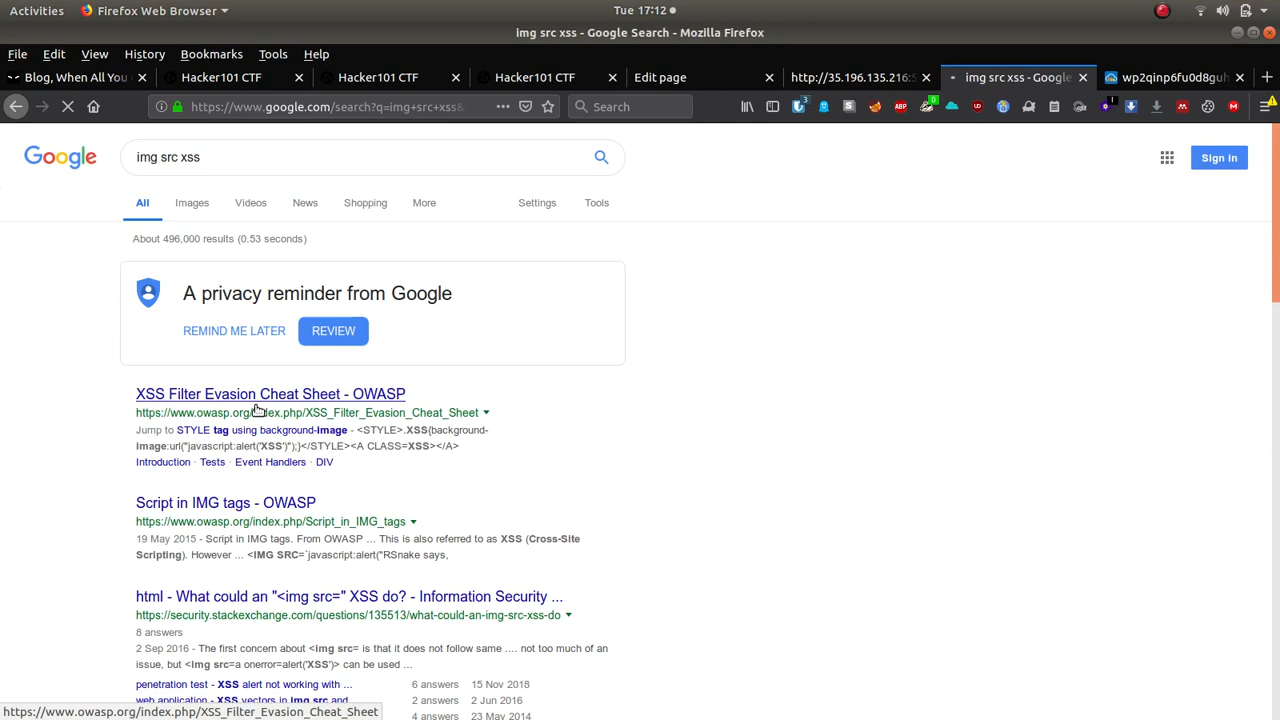 Activities Firefox Web Browser Tue 17:12
img src xss - Google Search - Mozilla Firefox
File Edit View History Bookmarks Tools Help
Blog, When All You Hacker101 CTF Hacker101 CTF Hacker101 CTF Edit page http://35.196.135.216:5 img src xss - Google wp2qinp6fu0d8guh
https://www.google.com/search?q=img+src+xss& Search
Google img src xss Sign in
All Images Videos News Shopping More Settings Tools
About 496,000 results (0.53 seconds)
A privacy reminder from Google
REMIND ME LATER REVIEW
XSS Filter Evasion Cheat Sheet - OWASP
https://www.owasp.org/index.php/XSS_Filter_Evasion_Cheat_Sheet
Jump to STYLE tag using background-image - <STYLE>.XSS{background-
image:url("javascript:alert('XSS')");}</STYLE><A CLASS=XSS></A>
Introduction · Tests · Event Handlers · DIV
Script in IMG tags - OWASP
https://www.owasp.org/index.php/Script_in_IMG_tags
19 May 2015 - Script in IMG tags. From OWASP ... This is also referred to as XSS (Cross-Site
Scripting). However ... <IMG SRC=`javascript:alert("RSnake says,
html - What could an "<img src=" XSS do? - Information Security ...
https://security.stackexchange.com/questions/135513/what-could-an-img-src-xss-do
8 answers
2 Sep 2016 - The first concern about <img src= is that it does not follow same .... not too much of an
issue, but <img src=a onerror=alert('XSS')> can be used ...
penetration test - XSS alert not working with ... 6 answers 15 Nov 2018
web application - XSS vectors in img src and 2 answers 2 Jun 2016
4 answers 23 May 2014
https://www.owasp.org/index.php/XSS_Filter_Evasion_Cheat_Sheet